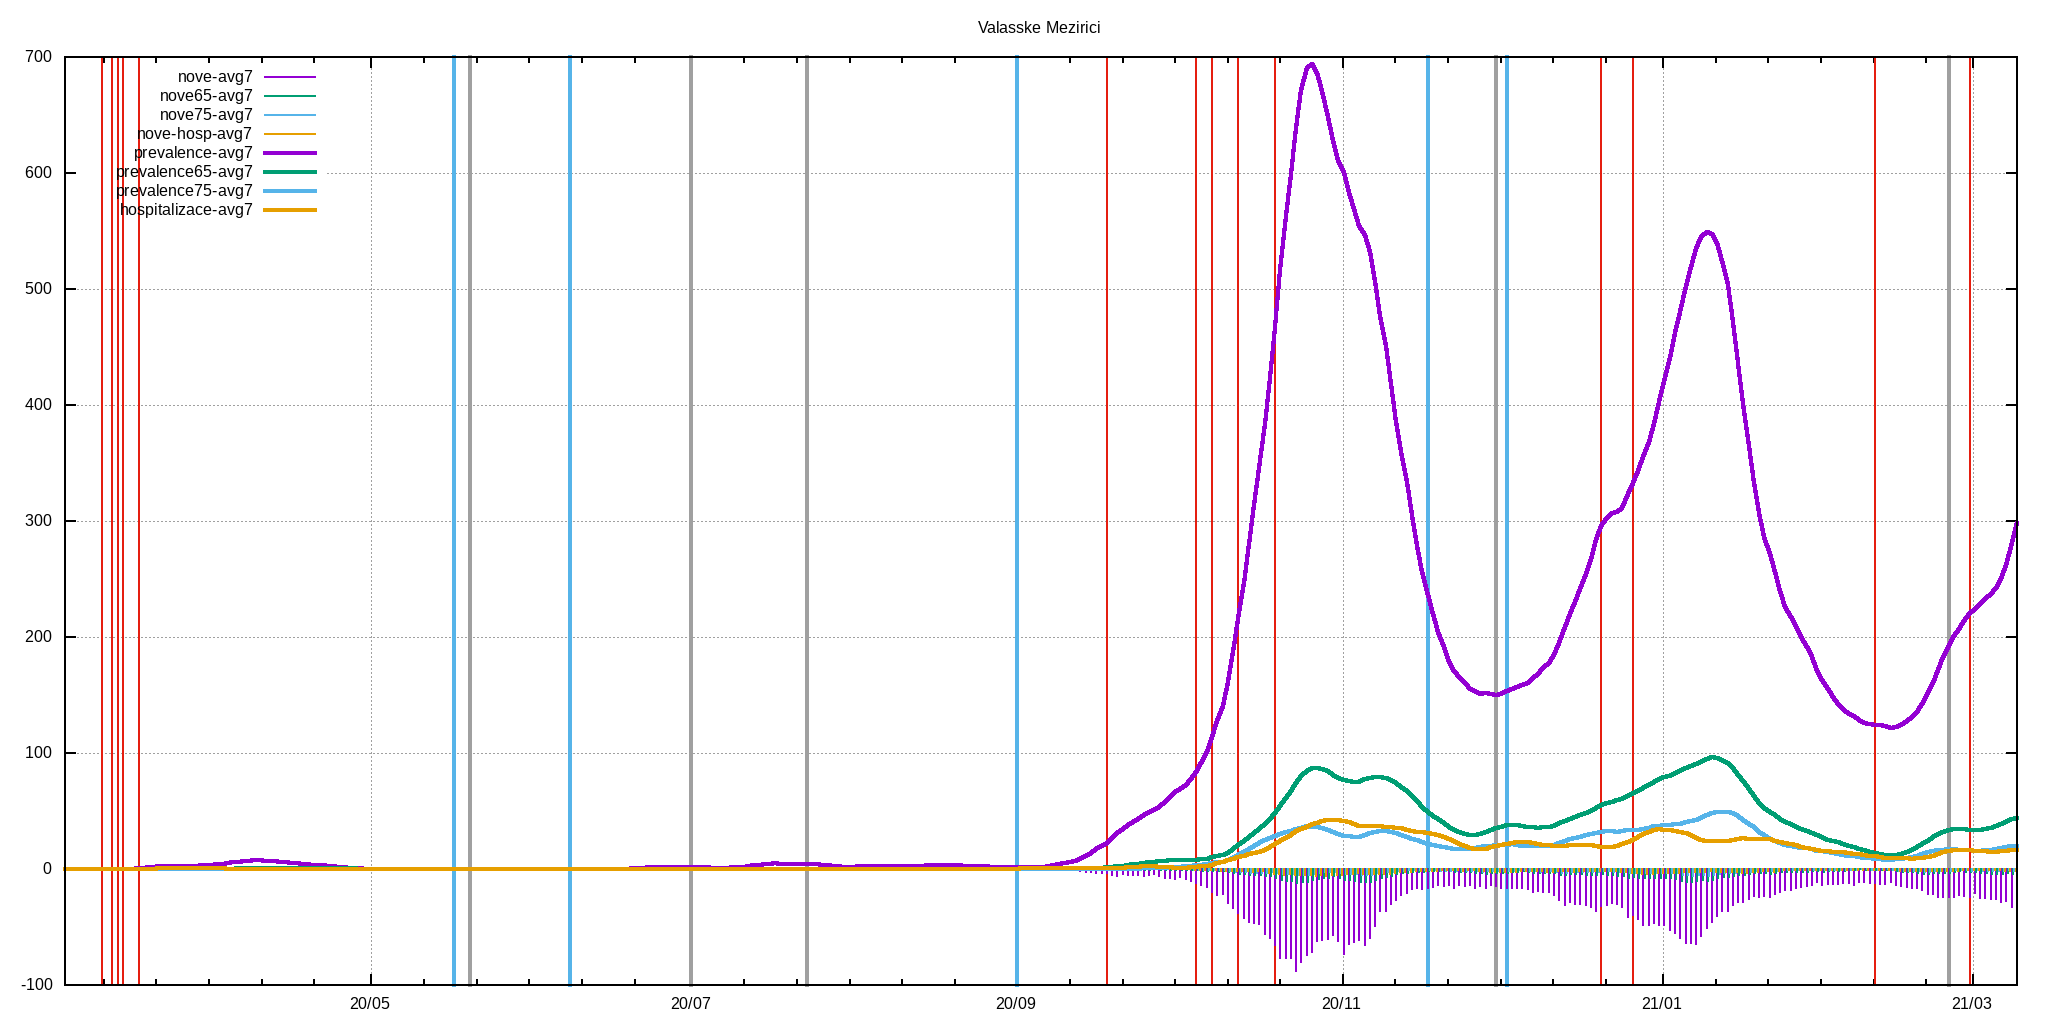 Valasske Mezirici
700
600
500
400
300
200
100
0
-100
nove-avg7
nove65-avg7
nove75-avg7
nove-hosp-avg7
prevalence-avg7
prevalence65-avg7
prevalence75-avg7
hospitalizace-avg7
20/05 20/07 20/09 20/11 21/01 21/03